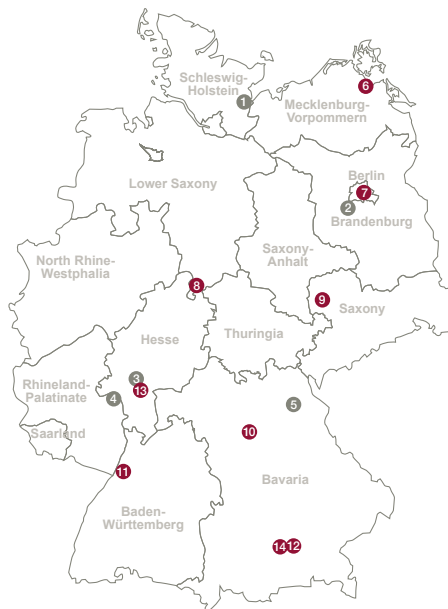 Schleswig-
Holstein
1
6
Mecklenburg-
Vorpommern
Berlin
7
2
Brandenburg
Lower Saxony
North Rhine-
Westphalia
Saxony-
Anhalt
8
9
Saxony
Hesse
Thuringia
3
13
4
Rhineland-
Palatinate
5
Saarland
10
11
Bavaria
Baden-
Württemberg
14
12